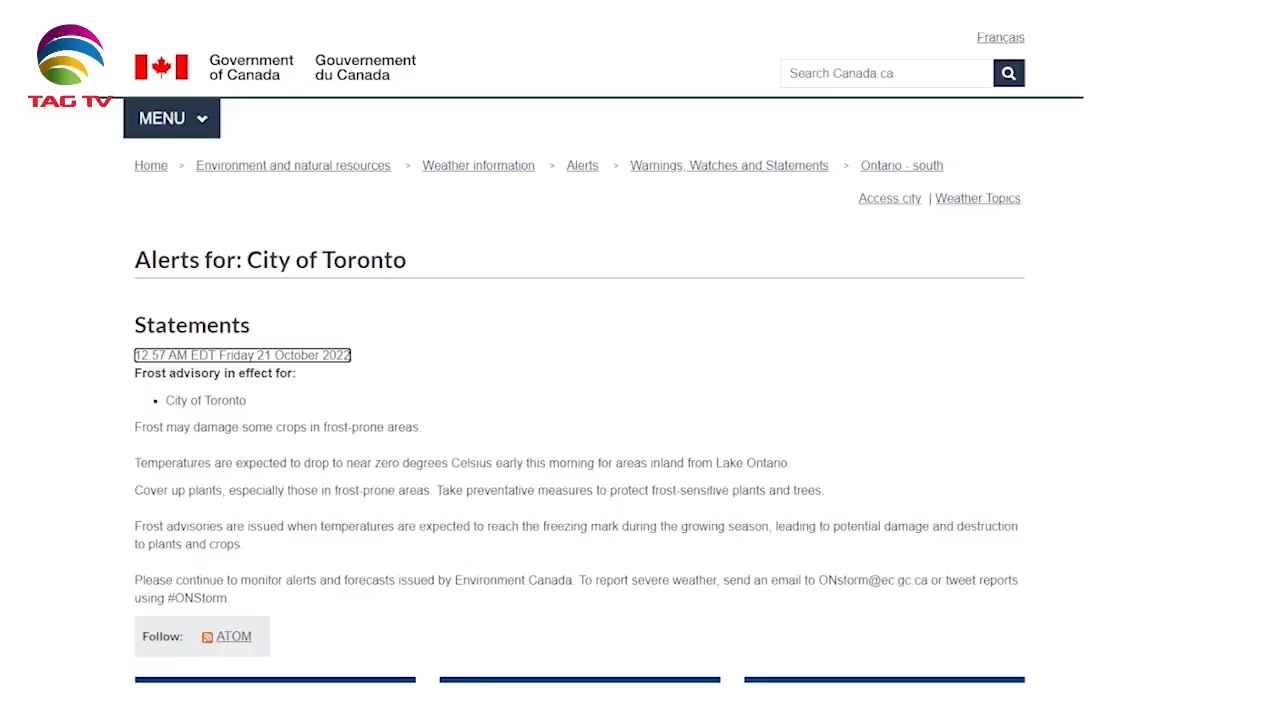 TAG TV
Français
Government of Canada
Gouvernement du Canada
Search Canada.ca
MENU
Home > Environment and natural resources > Weather information > Alerts > Warnings, Watches and Statements > Ontario - south
Access city | Weather Topics
Alerts for: City of Toronto
Statements
12:57 AM EDT Friday 21 October 2022
Frost advisory in effect for:
• City of Toronto
Frost may damage some crops in frost-prone areas.
Temperatures are expected to drop to near zero degrees Celsius early this morning for areas inland from Lake Ontario.
Cover up plants, especially those in frost-prone areas. Take preventative measures to protect frost-sensitive plants and trees.
Frost advisories are issued when temperatures are expected to reach the freezing mark during the growing season, leading to potential damage and destruction
to plants and crops.
Please continue to monitor alerts and forecasts issued by Environment Canada. To report severe weather, send an email to ONstorm@ec.gc.ca or tweet reports
using #ONStorm.
Follow: ATOM